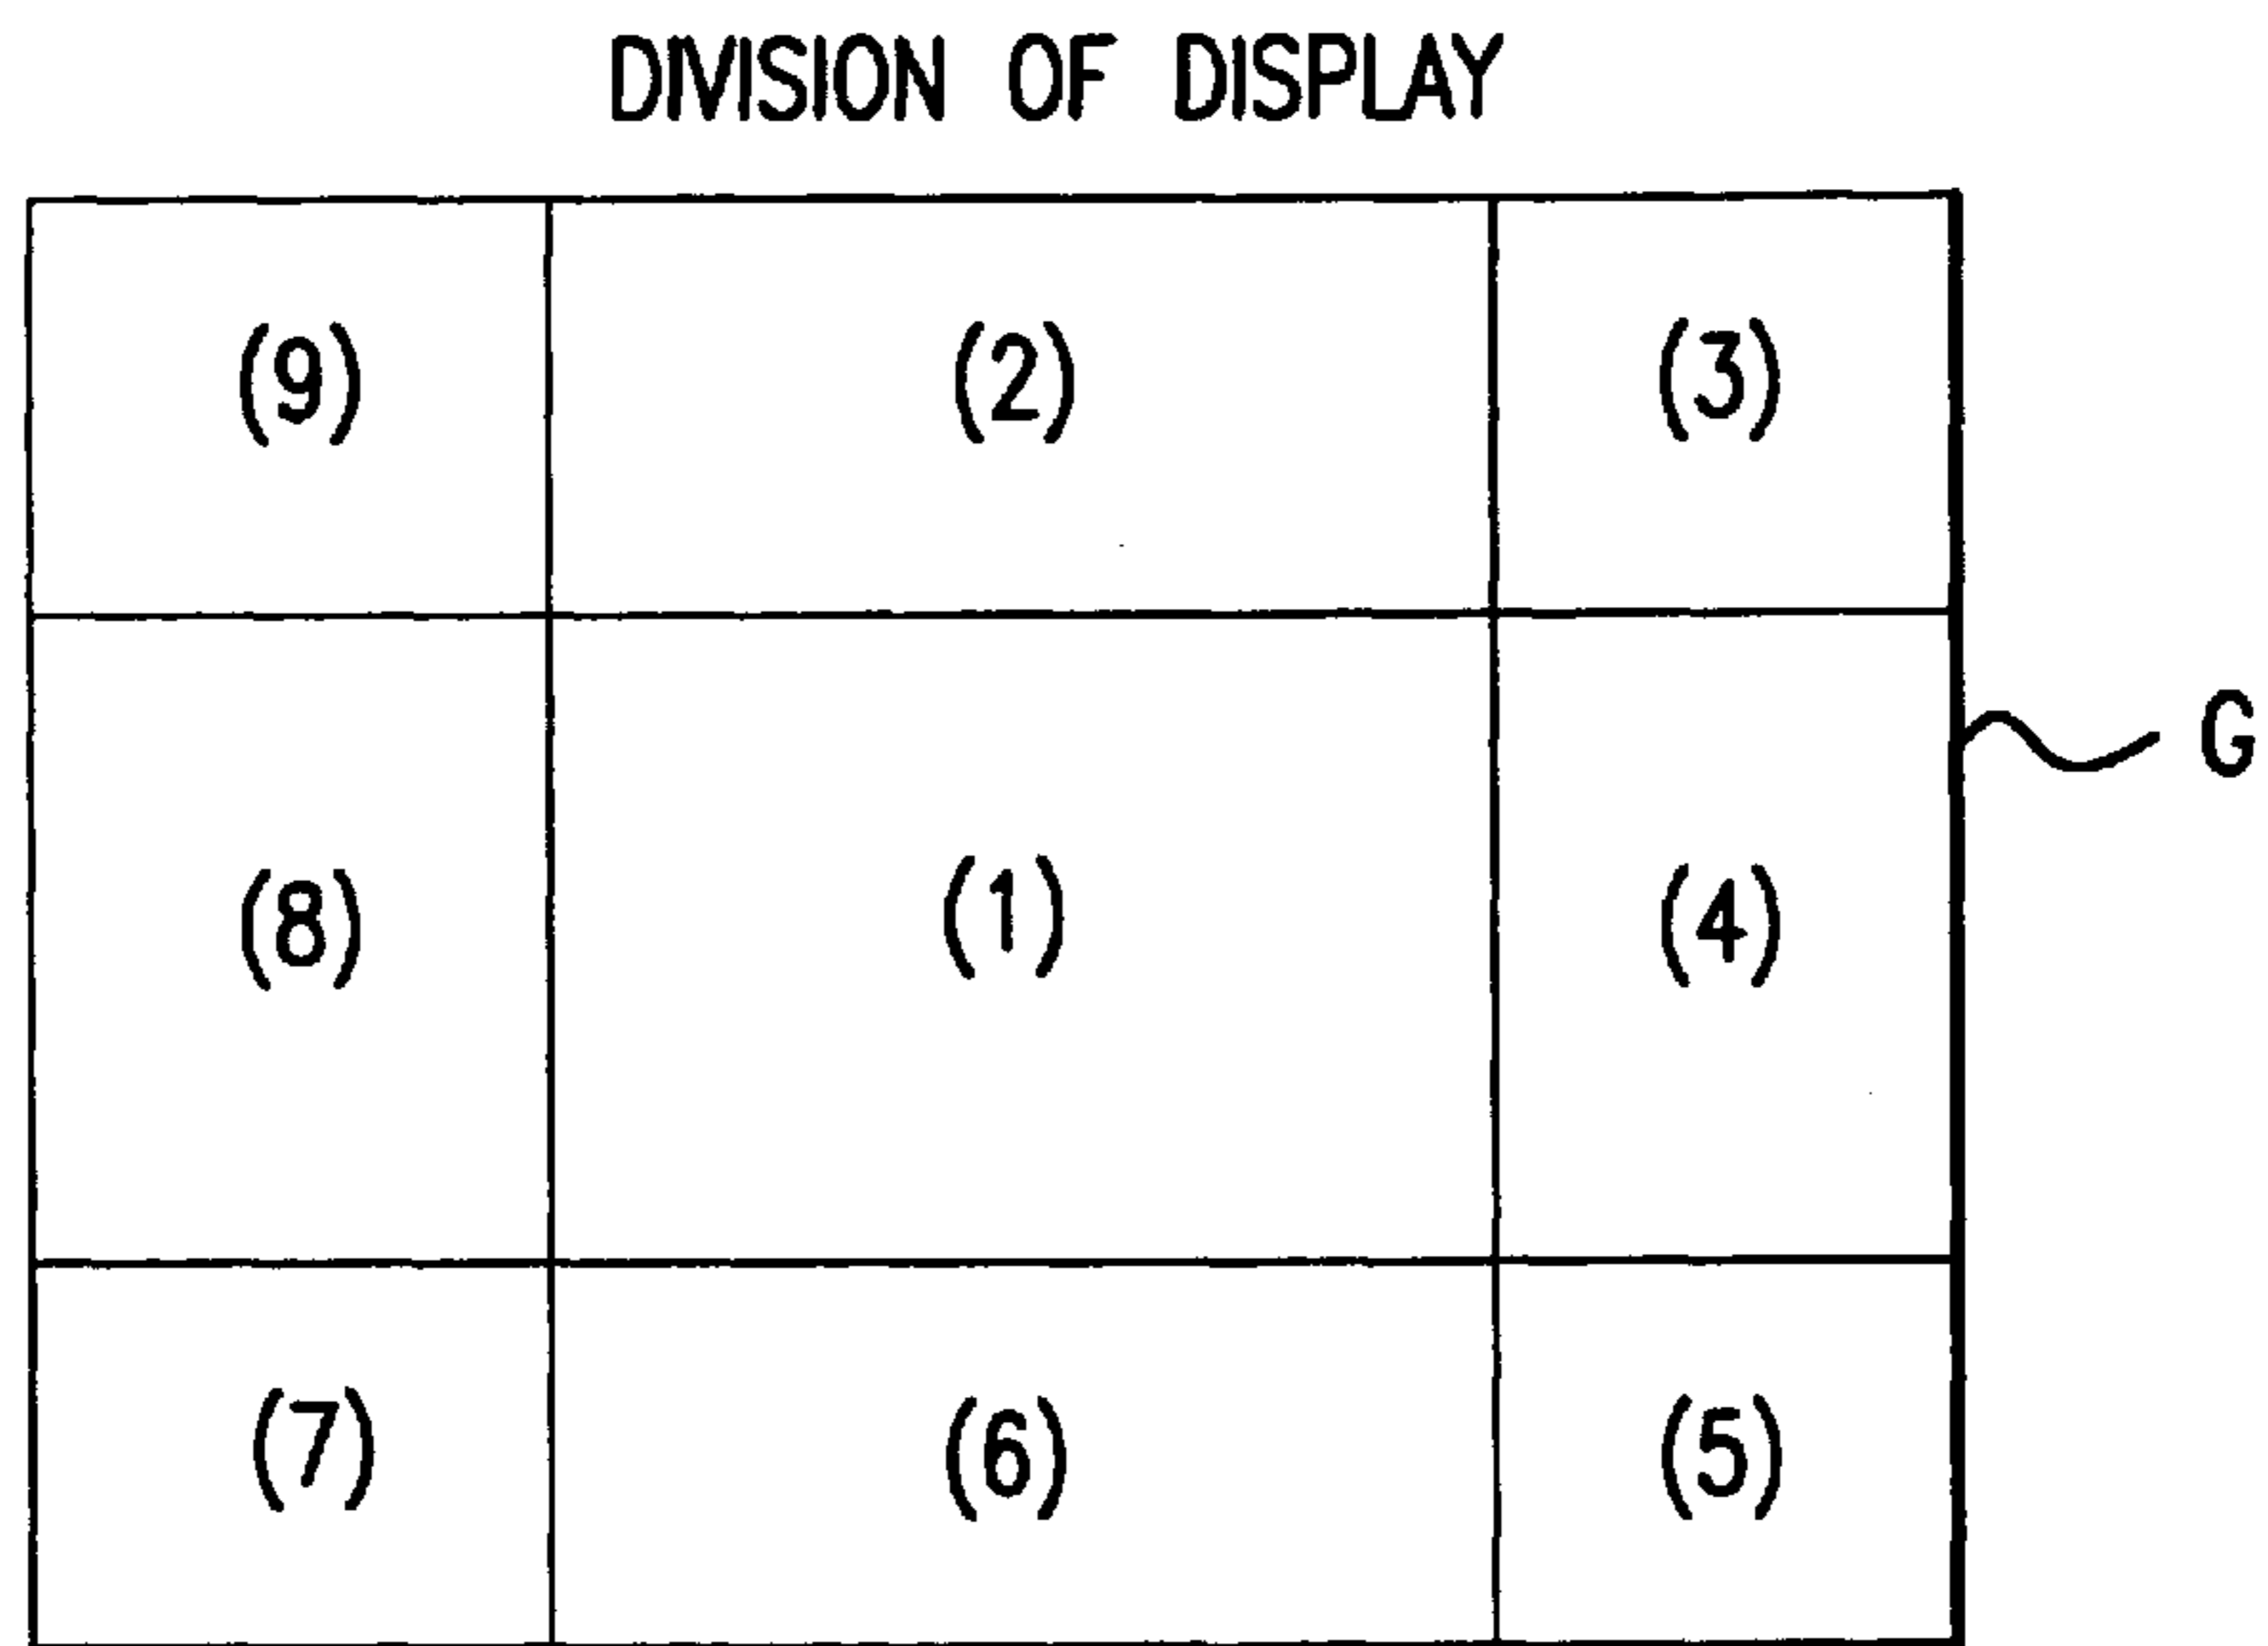 DIVISION OF DISPLAY
(9) (2) (3)
G
(8) (1) (4)
(7) (6) (5)